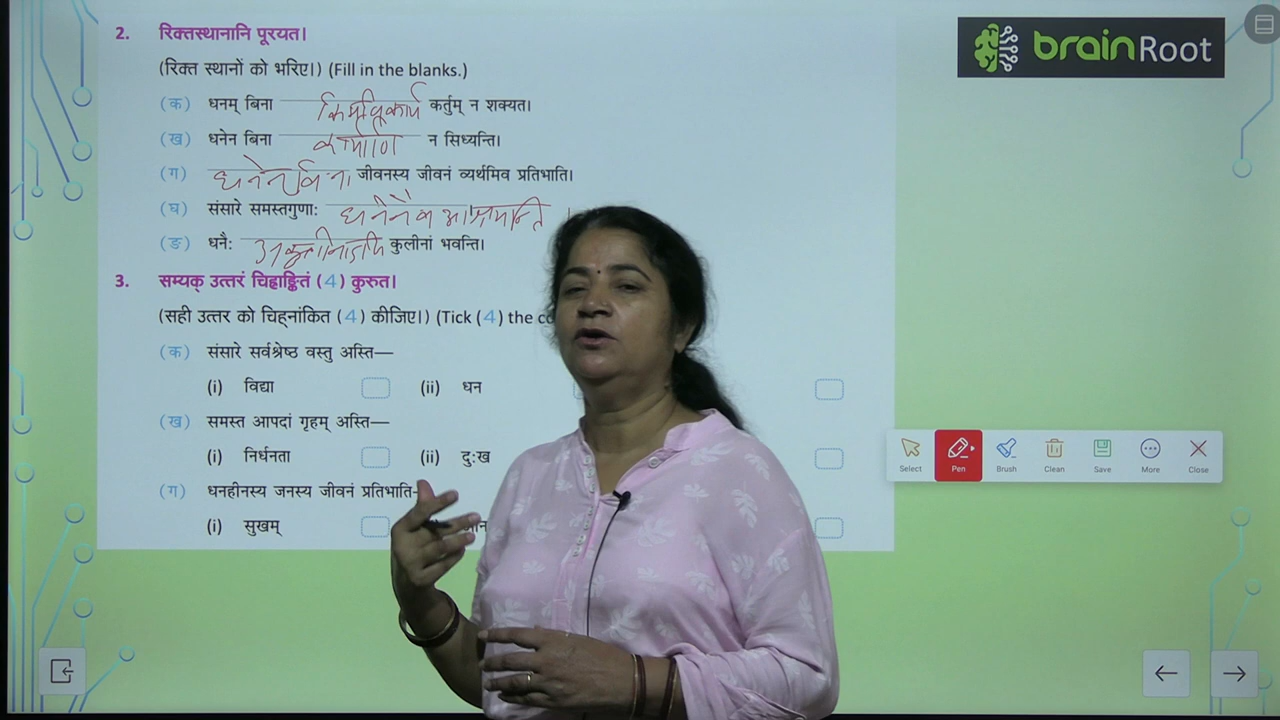 brainRoot
2. रिक्तस्थानानि पूरयत।
(रिक्त स्थानों को भरिए।) (Fill in the blanks.)
(क) धनम् बिना किमपि कार्य कर्तुम् न शक्यत।
(ख) धनेन बिना कार्याणि न सिध्यन्ति।
(ग) धनेन विना जीवनस्य जीवनं व्यर्थमिव प्रतिभाति।
(घ) संसारे समस्तगुणाः धनेनैव आश्रयन्ति ।
(ङ) धनैः कुलीनां भवन्ति।
3. सम्यक् उत्तरं चिह्नाङ्कितं (4) कुरुत।
(सही उत्तर को चिह्नांकित (4) कीजिए।) (Tick (4) the
(क) संसारे सर्वश्रेष्ठ वस्तु अस्ति—
(i) विद्या (ii) धन
(ख) समस्त आपदां गृहम् अस्ति—
(i) निर्धनता (ii) दुःख
(ग) धनहीनस्य जनस्य जीवनं प्रतिभाति
(i) सुखम्
Select Pen Brush Clean Save More Close